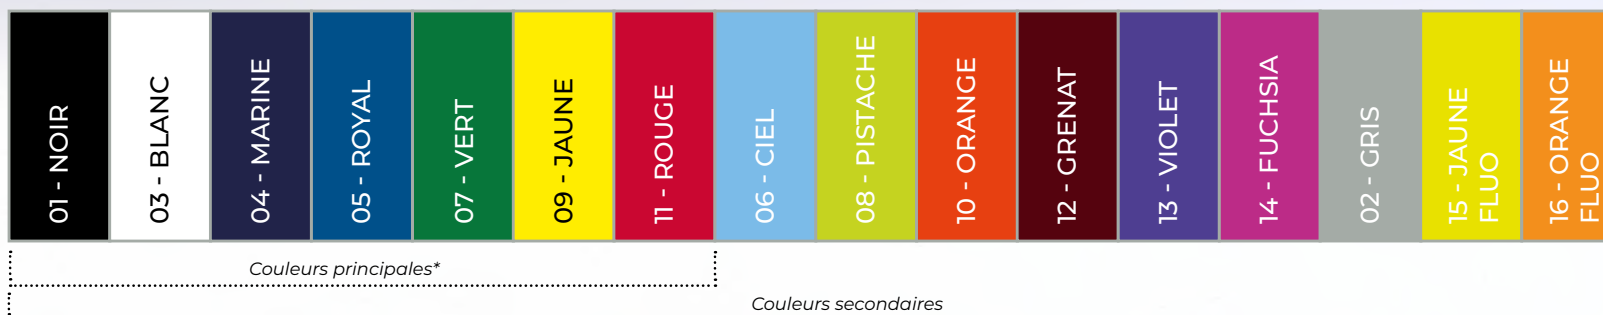 01 - NOIR
03 - BLANC
04 - MARINE
05 - ROYAL
07 - VERT
09 - JAUNE
11 - ROUGE
06 - CIEL
08 - PISTACHE
10 - ORANGE
12 - GRENAT
13 - VIOLET
14 - FUCHSIA
02 - GRIS
15 - JAUNE
FLUO
16 - ORANGE
FLUO
Couleurs principales*
Couleurs secondaires